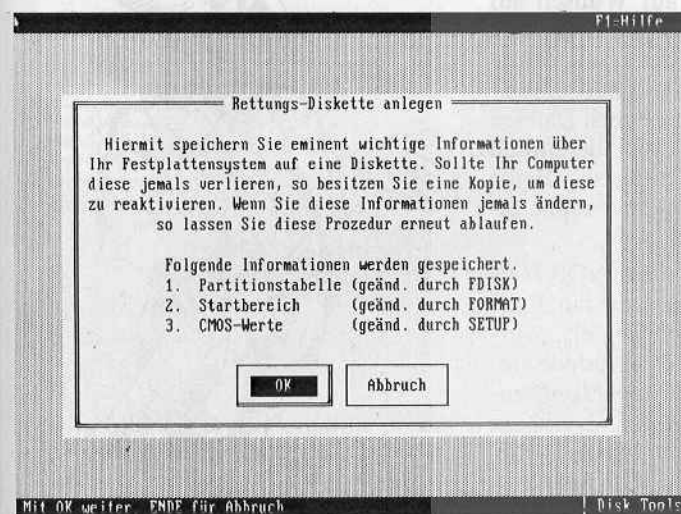 F1-Hilfe
Rettungs-Diskette anlegen
Hiermit speichern Sie eminent wichtige Informationen über
Ihr Festplattensystem auf eine Diskette. Sollte Ihr Computer
diese jemals verlieren, so besitzen Sie eine Kopie, um diese
zu reaktivieren. Wenn Sie diese Informationen jemals ändern,
so lassen Sie diese Prozedur erneut ablaufen.
Folgende Informationen werden gespeichert.
1. Partitionstabelle (geänd. durch FDISK)
2. Startbereich (geänd. durch FORMAT)
3. CMOS-Werte (geänd. durch SETUP)
OK Abbruch
Mit OK weiter ENDE für Abbruch Disk Tools